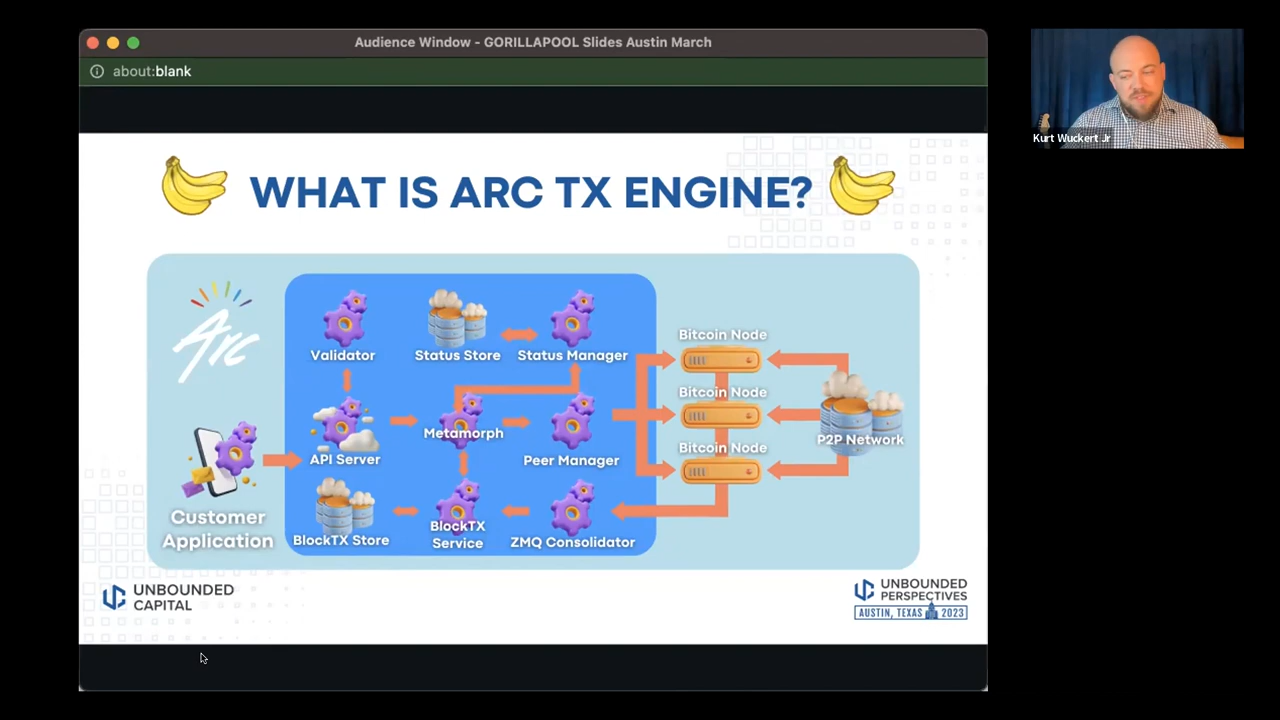 Audience Window - GORILLAPOOL Slides Austin March
about:blank
Kurt Wuckert Jr
WHAT IS ARC TX ENGINE?
Arc
Validator
Status Store
Status Manager
Bitcoin Node
Bitcoin Node
Metamorph
P2P Network
API Server
Peer Manager
Bitcoin Node
Customer
Application
BlockTX Store
BlockTX
Service
ZMQ Consolidator
UNBOUNDED
CAPITAL
UNBOUNDED
PERSPECTIVES
AUSTIN, TEXAS 2023